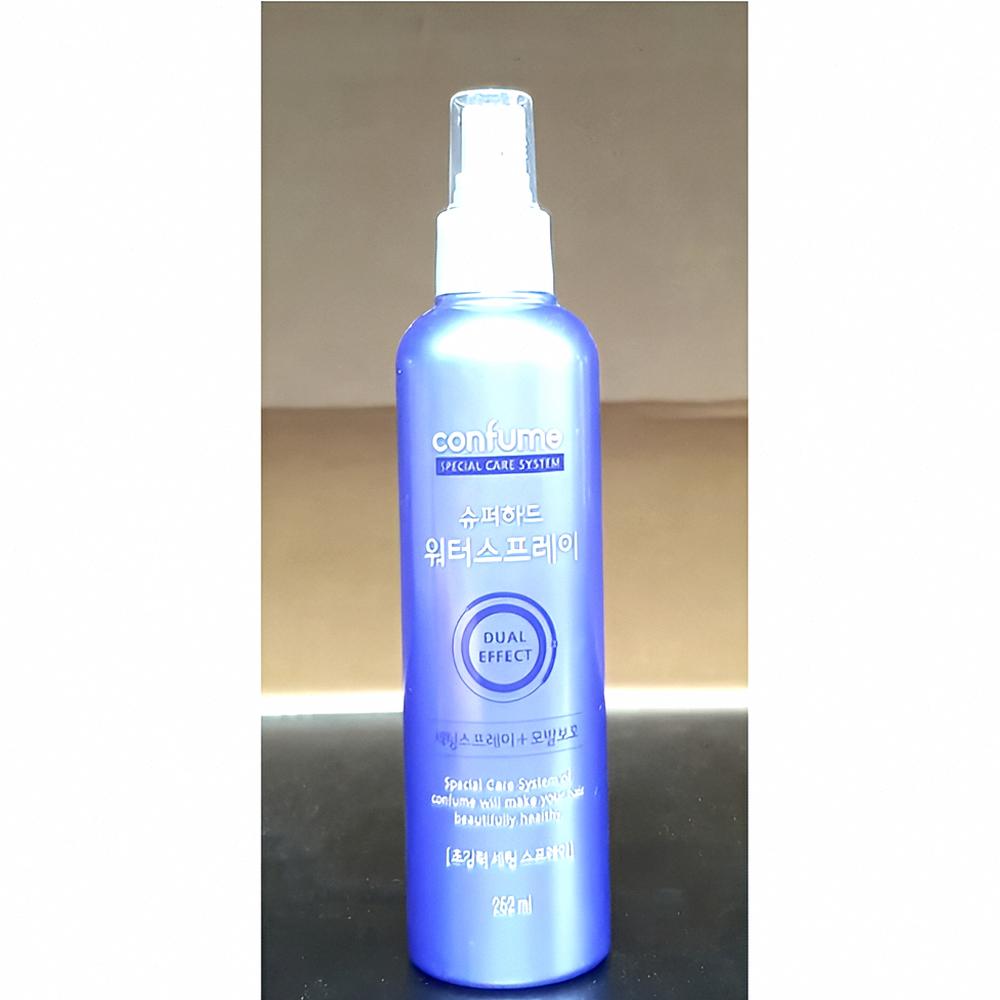 confume
SPECIAL CARE SYSTEM
슈퍼하드
워터스프레이
DUAL
EFFECT
세팅스프레이+모발보호
Special Care System of
confume will make your hair
beautifully healthy
[초강력 세팅 스프레이]
252 ml